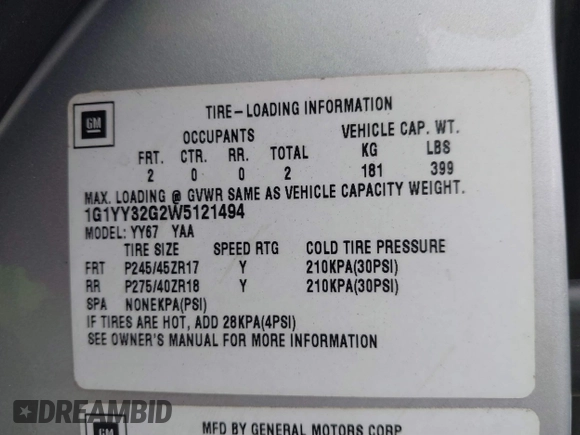 GM
TIRE-LOADING INFORMATION
OCCUPANTS VEHICLE CAP. WT.
FRT. CTR. RR. TOTAL KG LBS
2 0 0 2 181 399
MAX. LOADING @ GVWR SAME AS VEHICLE CAPACITY WEIGHT.
1G1YY32G2W5121494
MODEL: YY67 YAA
TIRE SIZE SPEED RTG COLD TIRE PRESSURE
FRT P245/45ZR17 Y 210KPA(30PSI)
RR P275/40ZR18 Y 210KPA(30PSI)
SPA NONEKPA(PSI)
IF TIRES ARE HOT, ADD 28KPA(4PSI)
SEE OWNER'S MANUAL FOR MORE INFORMATION
MFD BY GENERAL MOTORS CORP
DREAMBID